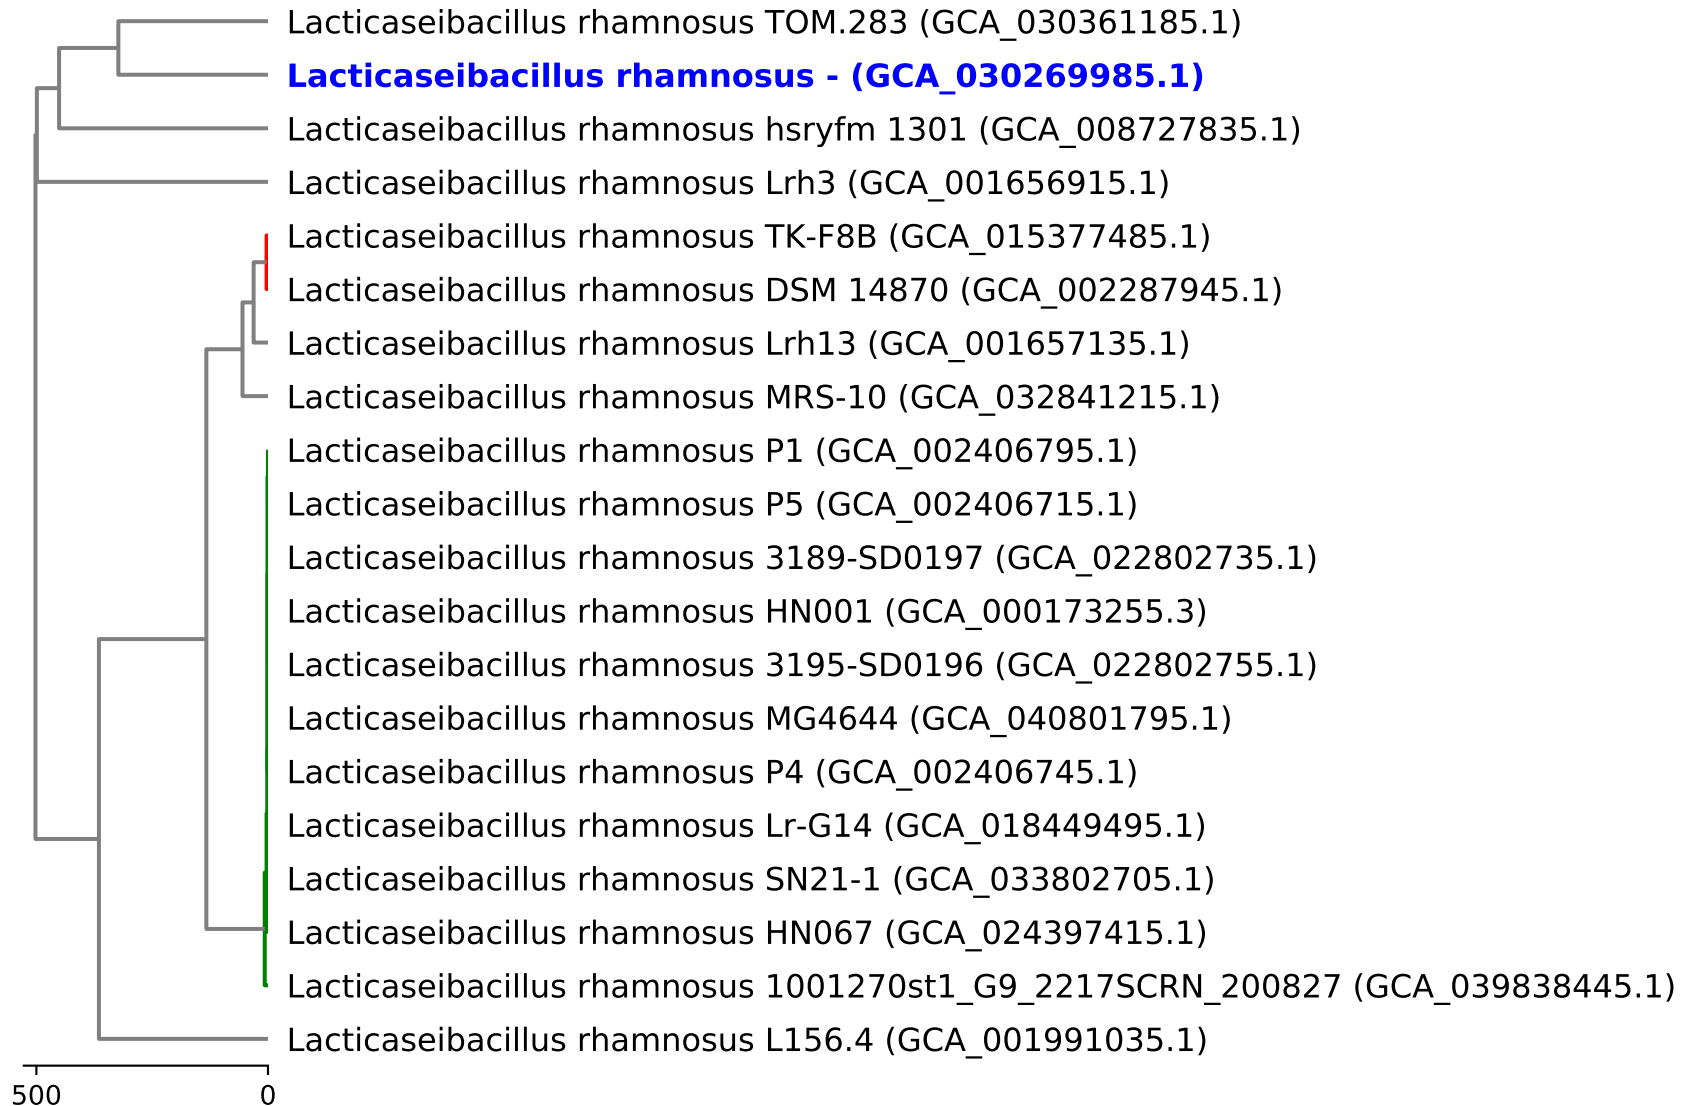 Lacticaseibacillus rhamnosus TOM.283 (GCA_030361185.1)
Lacticaseibacillus rhamnosus - (GCA_030269985.1)
Lacticaseibacillus rhamnosus hsryfm 1301 (GCA_008727835.1)
Lacticaseibacillus rhamnosus Lrh3 (GCA_001656915.1)
Lacticaseibacillus rhamnosus TK-F8B (GCA_015377485.1)
Lacticaseibacillus rhamnosus DSM 14870 (GCA_002287945.1)
Lacticaseibacillus rhamnosus Lrh13 (GCA_001657135.1)
Lacticaseibacillus rhamnosus MRS-10 (GCA_032841215.1)
Lacticaseibacillus rhamnosus P1 (GCA_002406795.1)
Lacticaseibacillus rhamnosus P5 (GCA_002406715.1)
Lacticaseibacillus rhamnosus 3189-SD0197 (GCA_022802735.1)
Lacticaseibacillus rhamnosus HN001 (GCA_000173255.3)
Lacticaseibacillus rhamnosus 3195-SD0196 (GCA_022802755.1)
Lacticaseibacillus rhamnosus MG4644 (GCA_040801795.1)
Lacticaseibacillus rhamnosus P4 (GCA_002406745.1)
Lacticaseibacillus rhamnosus Lr-G14 (GCA_018449495.1)
Lacticaseibacillus rhamnosus SN21-1 (GCA_033802705.1)
Lacticaseibacillus rhamnosus HN067 (GCA_024397415.1)
Lacticaseibacillus rhamnosus 1001270st1_G9_2217SCRN_200827 (GCA_039838445.1)
Lacticaseibacillus rhamnosus L156.4 (GCA_001991035.1)
500 0